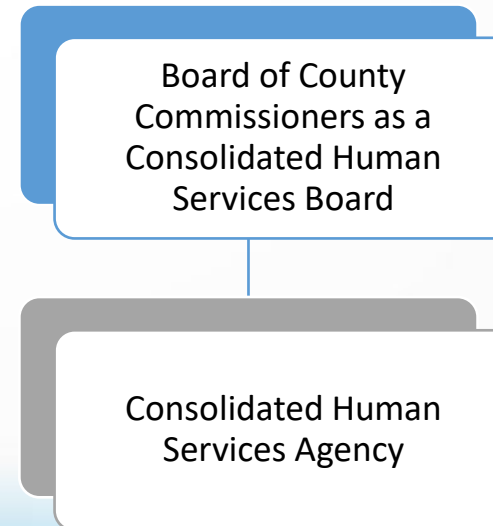 Board of County
Commissioners as a
Consolidated Human
Services Board
Consolidated Human
Services Agency